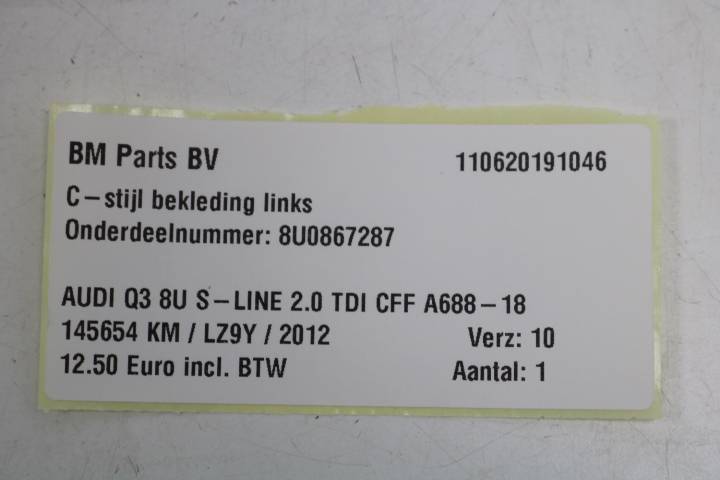 BM Parts BV 110620191046
C-stijl bekleding links
Onderdeelnummer: 8U0867287
AUDI Q3 8U S-LINE 2.0 TDI CFF A688-18
145654 KM / LZ9Y / 2012 Verz: 10
12.50 Euro incl. BTW Aantal: 1